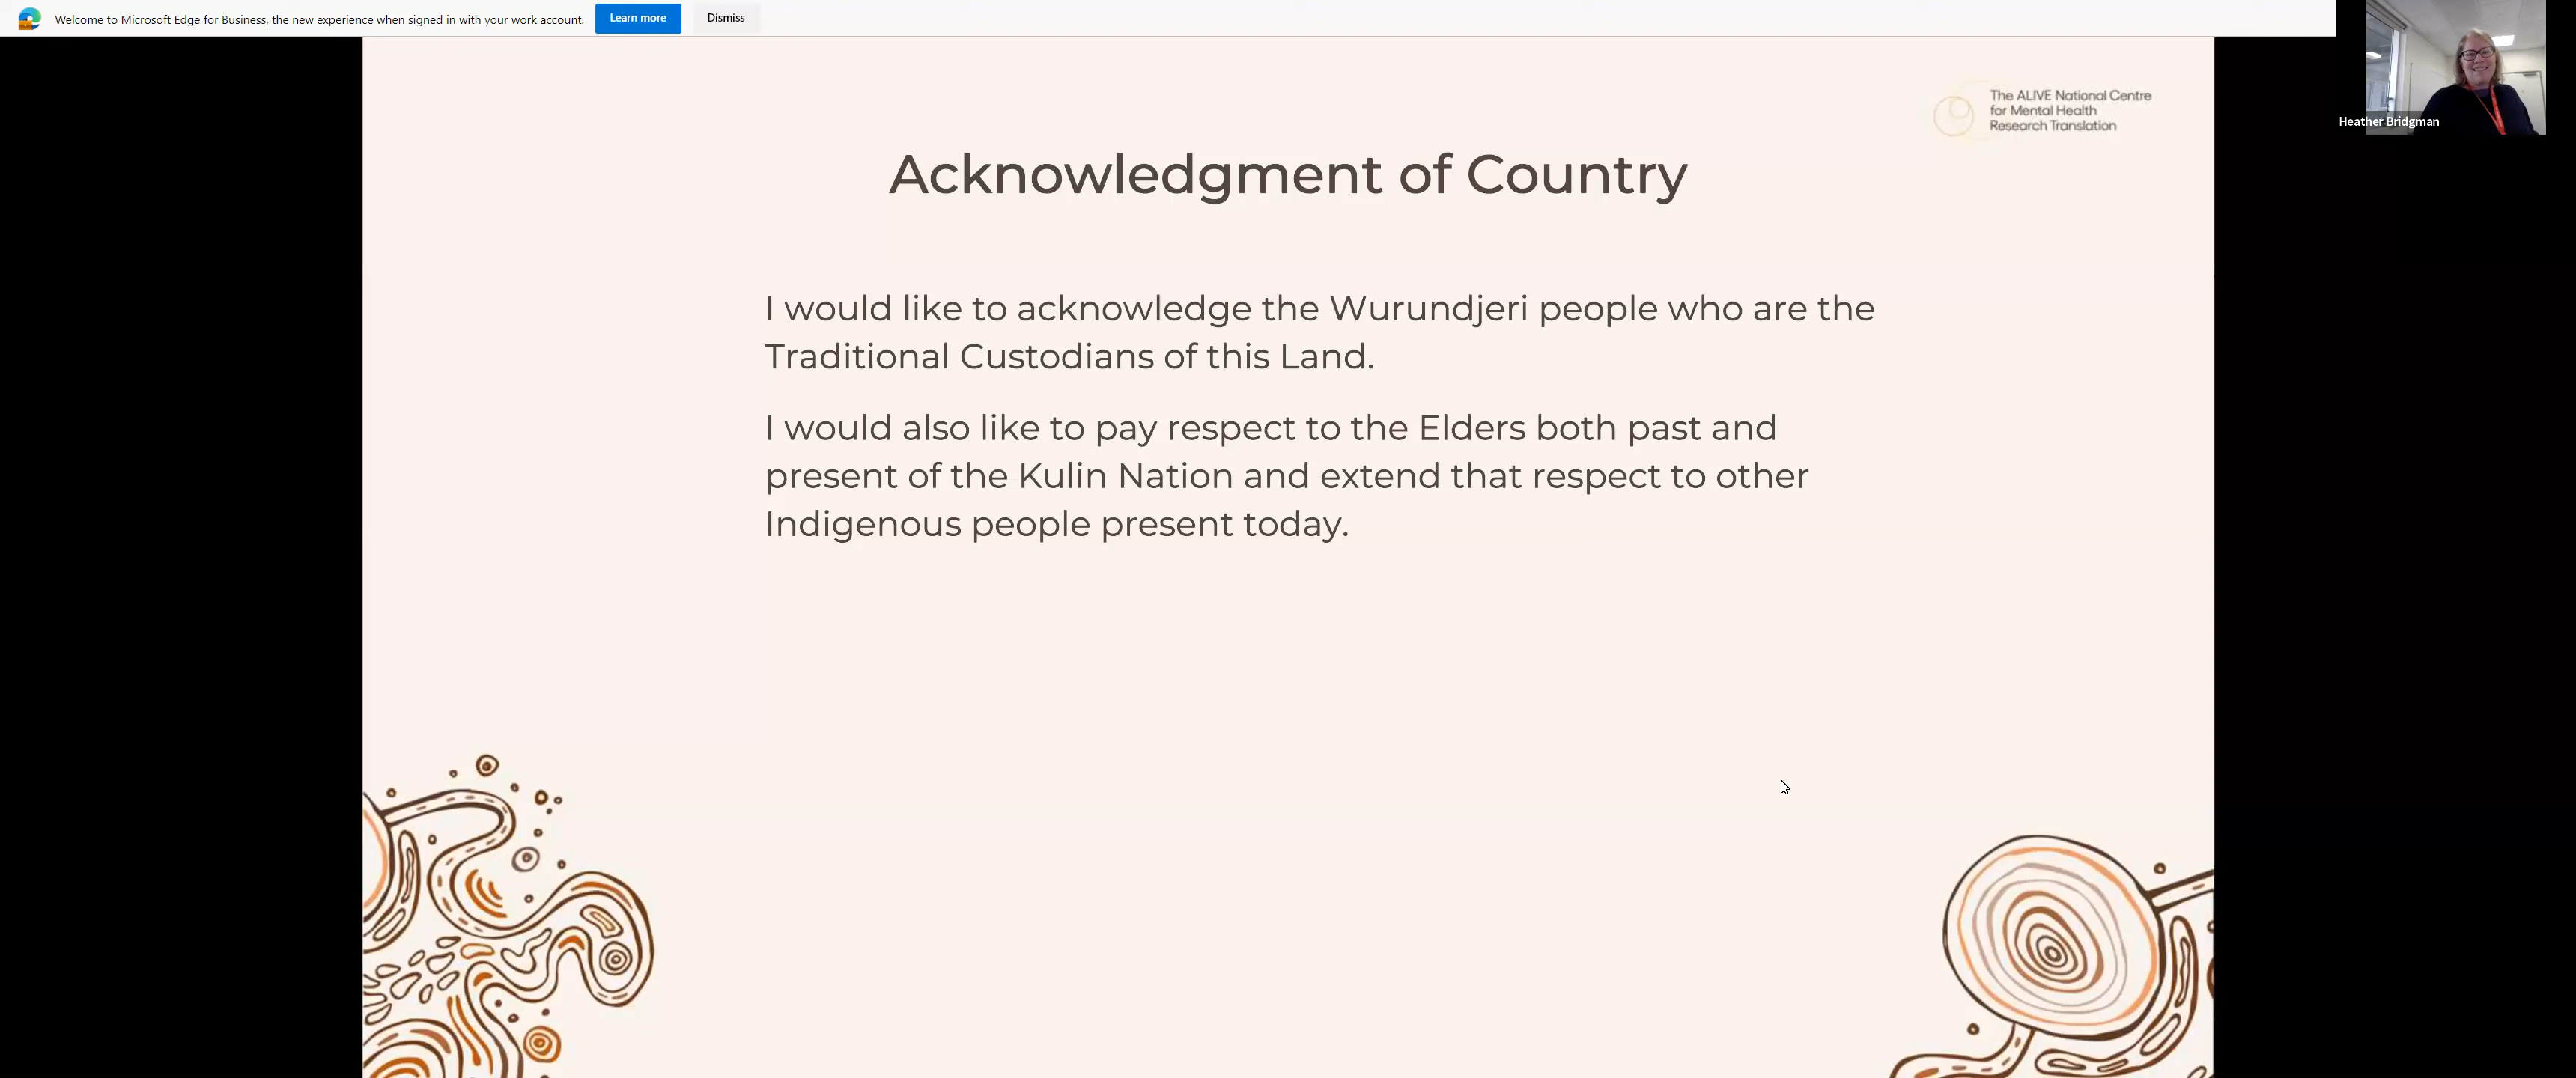 Welcome to Microsoft Edge for Business, the new experience when signed in with your work account.
Learn more
Dismiss
Heather Bridgman
The ALIVE National Centre
for Mental Health
Research Translation
Acknowledgment of Country
I would like to acknowledge the Wurundjeri people who are the
Traditional Custodians of this Land.
I would also like to pay respect to the Elders both past and
present of the Kulin Nation and extend that respect to other
Indigenous people present today.